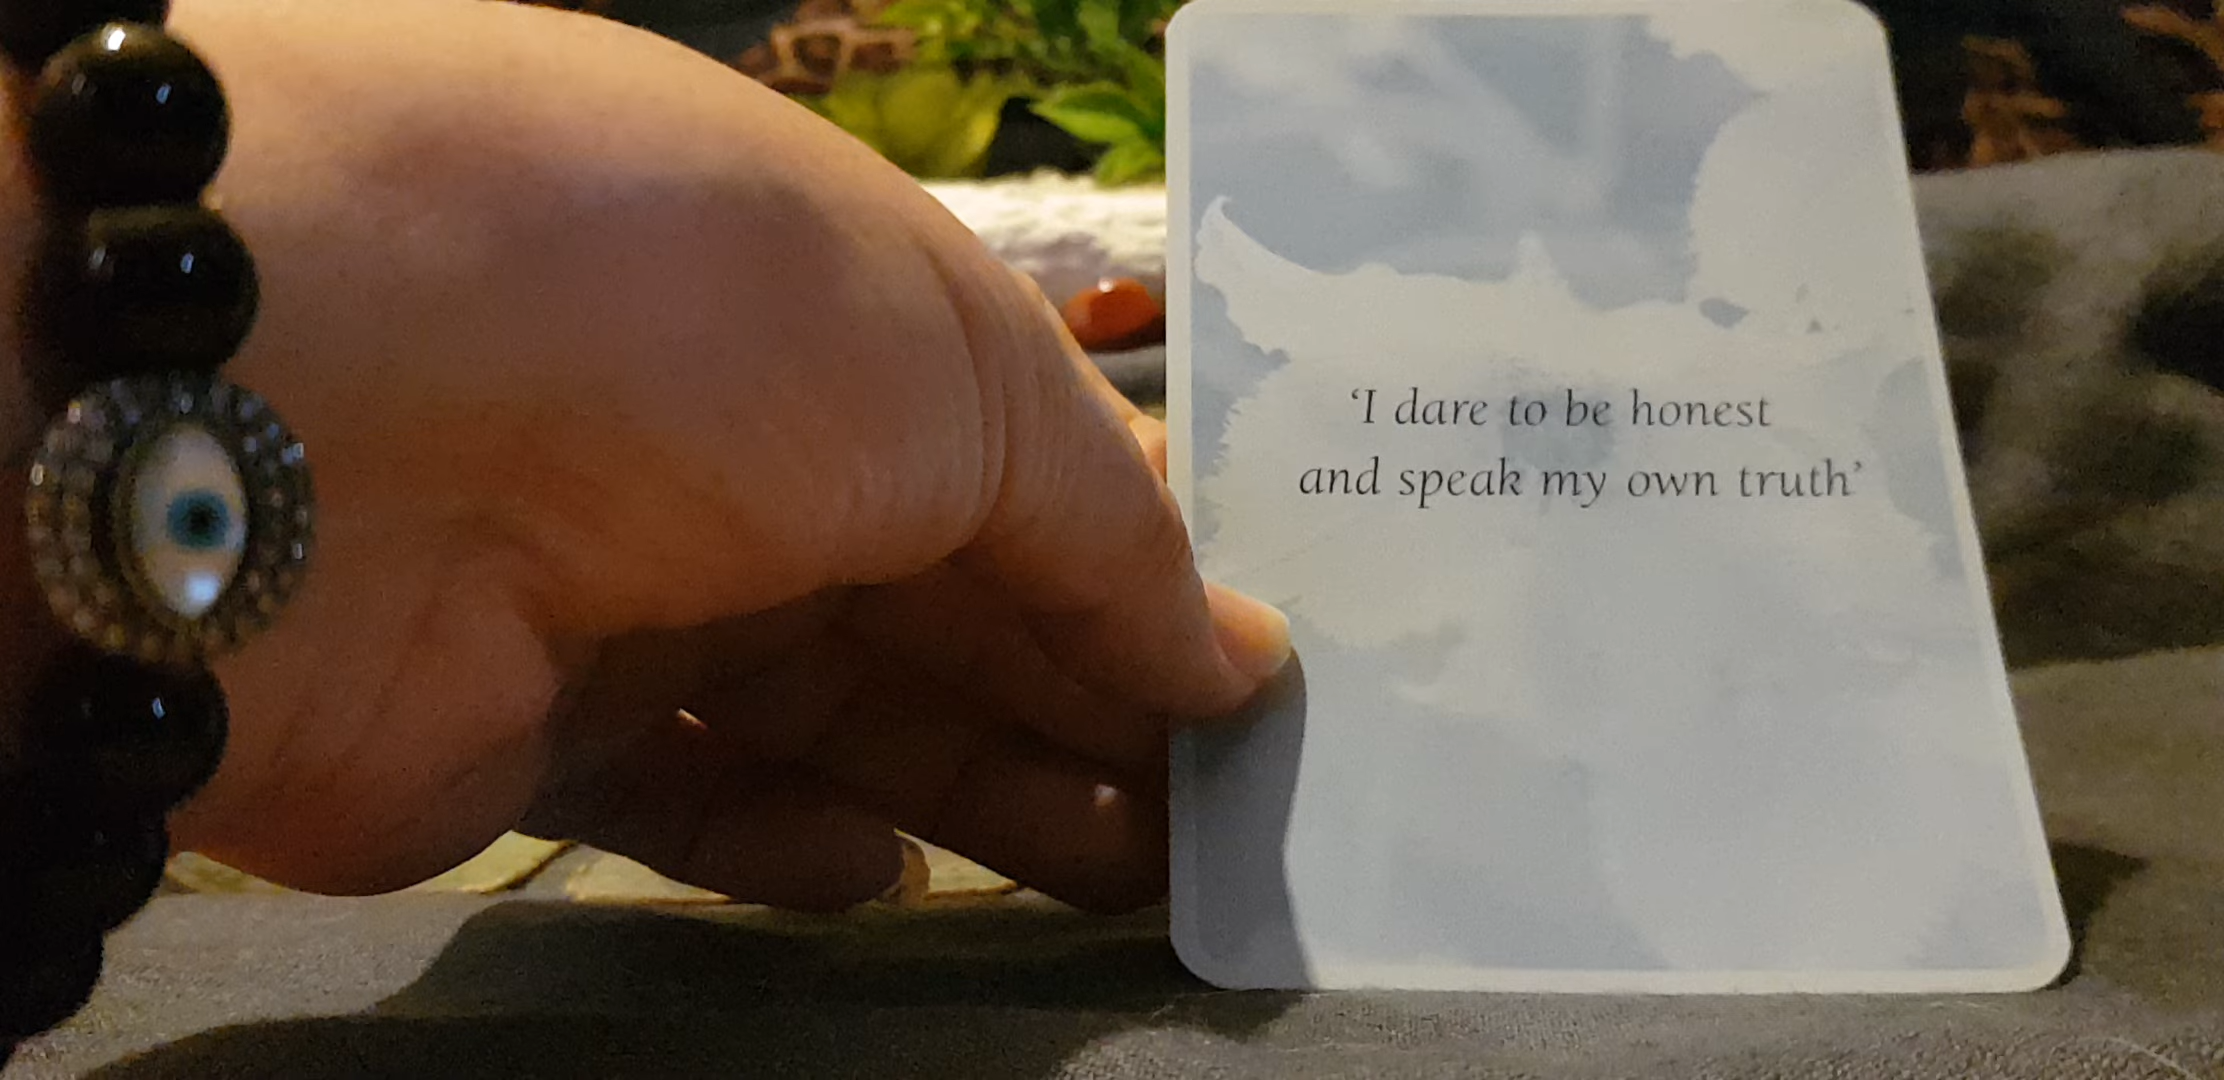 ‘I dare to be honest
and speak my own truth’